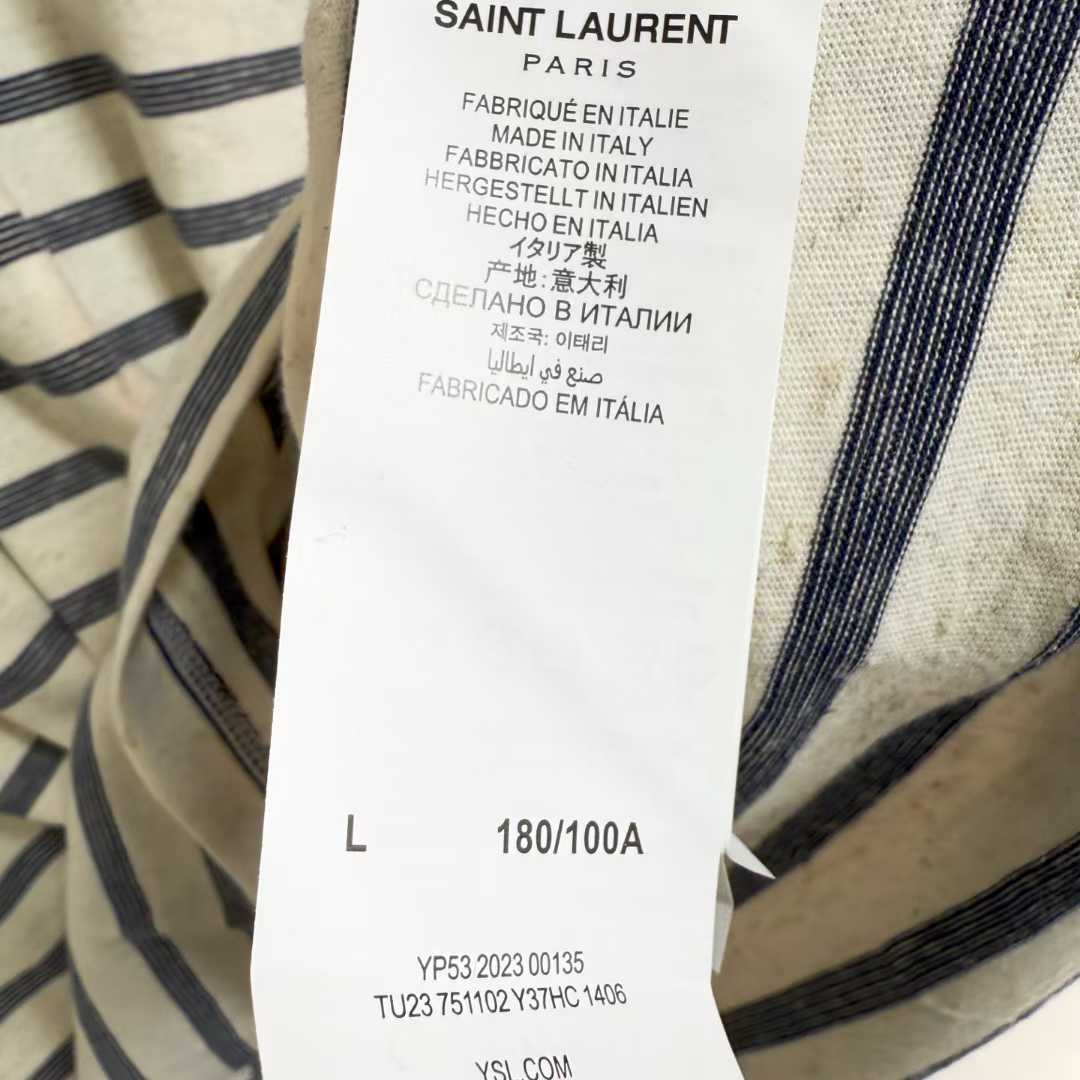 SAINT LAURENT
PARIS
FABRIQUÉ EN ITALIE
MADE IN ITALY
FABBRICATO IN ITALIA
HERGESTELLT IN ITALIEN
HECHO EN ITALIA
イタリア製
产地:意大利
СДЕЛАНО В ИТАЛИИ
제조국: 이태리
صنع في ايطاليا
FABRICADO EM ITÁLIA
L 180/100A
YP53 2023 00135
TU23 751102 Y37HC 1406
YSL.COM